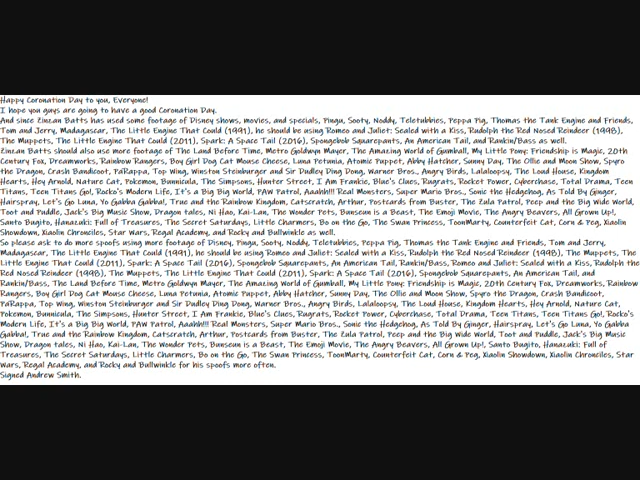 Happy Coronation Day to you, Everyone!
I hope you guys are going to have a good Coronation Day.
And since Zinzan Batts has used some footage of Disney shows, movies, and specials, Pingu, Sooty, Noddy, Teletubbies, Peppa Pig, Thomas the Tank Engine and Friends,
Tom and Jerry, Madagascar, The Little Engine That Could (1991), he should be using Romeo and Juliet: Sealed with a Kiss, Rudolph the Red Nosed Reindeer (1998),
The Muppets, The Little Engine That Could (2011), Spark: A Space Tail (2016), Spongebob Squarepants, An American Tail, and Rankin/Bass as well.
Zinzan Batts should also use more footage of The Land Before Time, Metro Goldwyn Mayer, The Amazing World of Gumball, My Little Pony: Friendship is Magic, 20th
Century Fox, Dreamworks, Rainbow Rangers, Boy Girl Dog Cat Mouse Cheese, Luna Petunia, Atomic Puppet, Abby Hatcher, Sunny Day, The Ollie and Moon Show, Spyro
the Dragon, Crash Bandicoot, PaRappa, Top Wing, Winston Steinburger and Sir Dudley Ding Dong, Warner Bros., Angry Birds, Lalaloopsy, The Loud House, Kingdom
Hearts, Hey Arnold, Nature Cat, Pokemon, Bunnicula, The Simpsons, Hunter Street, I Am Frankie, Blue's Clues, Rugrats, Rocket Power, Cyberchase, Total Drama, Teen
Titans, Teen Titans Go!, Rocko's Modern Life, It's a Big Big World, PAW Patrol, Aaahh!!! Real Monsters, Super Mario Bros., Sonic the Hedgehog, As Told By Ginger,
Hairspray, Let's Go Luna, Yo Gabba Gabba!, True and the Rainbow Kingdom, Catscratch, Arthur, Postcards from Buster, The Zula Patrol, Peep and the Big Wide World,
Toot and Puddle, Jack's Big Music Show, Dragon tales, Ni Hao, Kai-Lan, The Wonder Pets, Bunseun is a Beast, The Emoji Movie, The Angry Beavers, All Grown Up!,
Santo Bugito, Hanazuki: Full of Treasures, The Secret Saturdays, Little Charmers, Bo on the Go, The Swan Princess, ToonMarty, Counterfeit Cat, Corn & Peg, Xiaolin
Showdown, Xiaolin Chronicles, Star Wars, Regal Academy, and Rocky and Bullwinkle as well.
So please ask to do more spoofs using more footage of Disney, Pingu, Sooty, Noddy, Teletubbies, Peppa Pig, Thomas the Tank Engine and Friends, Tom and Jerry,
Madagascar, The Little Engine That Could (1991), he should be using Romeo and Juliet: Sealed with a Kiss, Rudolph the Red Nosed Reindeer (1998), The Muppets, The
Little Engine That Could (2011), Spark: A Space Tail (2016), Spongebob Squarepants, An American Tail, Rankin/Bass, Romeo and Juliet: Sealed with a Kiss, Rudolph the
Red Nosed Reindeer (1998), The Muppets, The Little Engine That Could (2011), Spark: A Space Tail (2016), Spongebob Squarepants, An American Tail, and
Rankin/Bass, The Land Before Time, Metro Goldwyn Mayer, The Amazing World of Gumball, My Little Pony: Friendship is Magic, 20th Century Fox, Dreamworks, Rainbow
Rangers, Boy Girl Dog Cat Mouse Cheese, Luna Petunia, Atomic Puppet, Abby Hatcher, Sunny Day, The Ollie and Moon Show, Spyro the Dragon, Crash Bandicoot,
PaRappa, Top Wing, Winston Steinburger and Sir Dudley Ding Dong, Warner Bros., Angry Birds, Lalaloopsy, The Loud House, Kingdom Hearts, Hey Arnold, Nature Cat,
Pokemon, Bunnicula, The Simpsons, Hunter Street, I Am Frankie, Blue's Clues, Rugrats, Rocket Power, Cyberchase, Total Drama, Teen Titans, Teen Titans Go!, Rocko's
Modern Life, It's a Big Big World, PAW Patrol, Aaahh!!! Real Monsters, Super Mario Bros., Sonic the Hedgehog, As Told By Ginger, Hairspray, Let's Go Luna, Yo Gabba
Gabba!, True and the Rainbow Kingdom, Catscratch, Arthur, Postcards from Buster, The Zula Patrol, Peep and the Big Wide World, Toot and Puddle, Jack's Big Music
Show, Dragon tales, Ni Hao, Kai-Lan, The Wonder Pets, Bunseun is a Beast, The Emoji Movie, The Angry Beavers, All Grown Up!, Santo Bugito, Hanazuki: Full of
Treasures, The Secret Saturdays, Little Charmers, Bo on the Go, The Swan Princess, ToonMarty, Counterfeit Cat, Corn & Peg, Xiaolin Showdown, Xiaolin Chronicles, Star
Wars, Regal Academy, and Rocky and Bullwinkle for his spoofs more often.
Signed Andrew Smith.